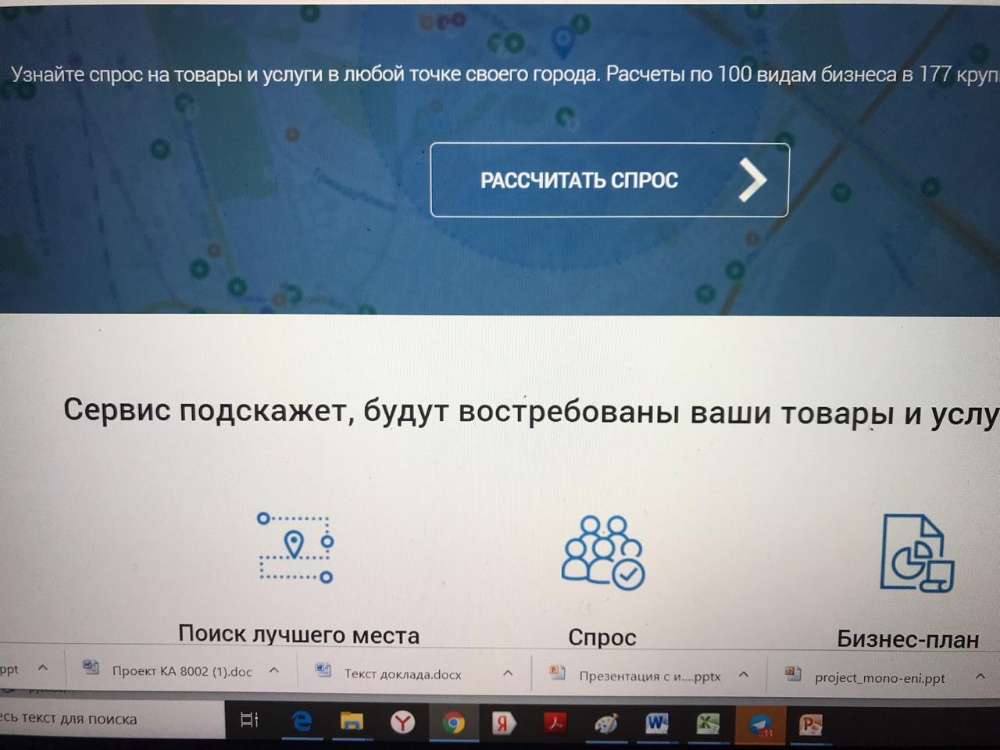 Узнайте спрос на товары и услуги в любой точке своего города. Расчеты по 100 видам бизнеса в 177 круп
РАССЧИТАТЬ СПРОС
Сервис подскажет, будут востребованы ваши товары и услу
Поиск лучшего места
Спрос
Бизнес-план
ppt
Проект КА 8002 (1).doc
Текст доклада.docx
Презентация с и....pptx
project_mono-eni.ppt
есь текст для поиска
11